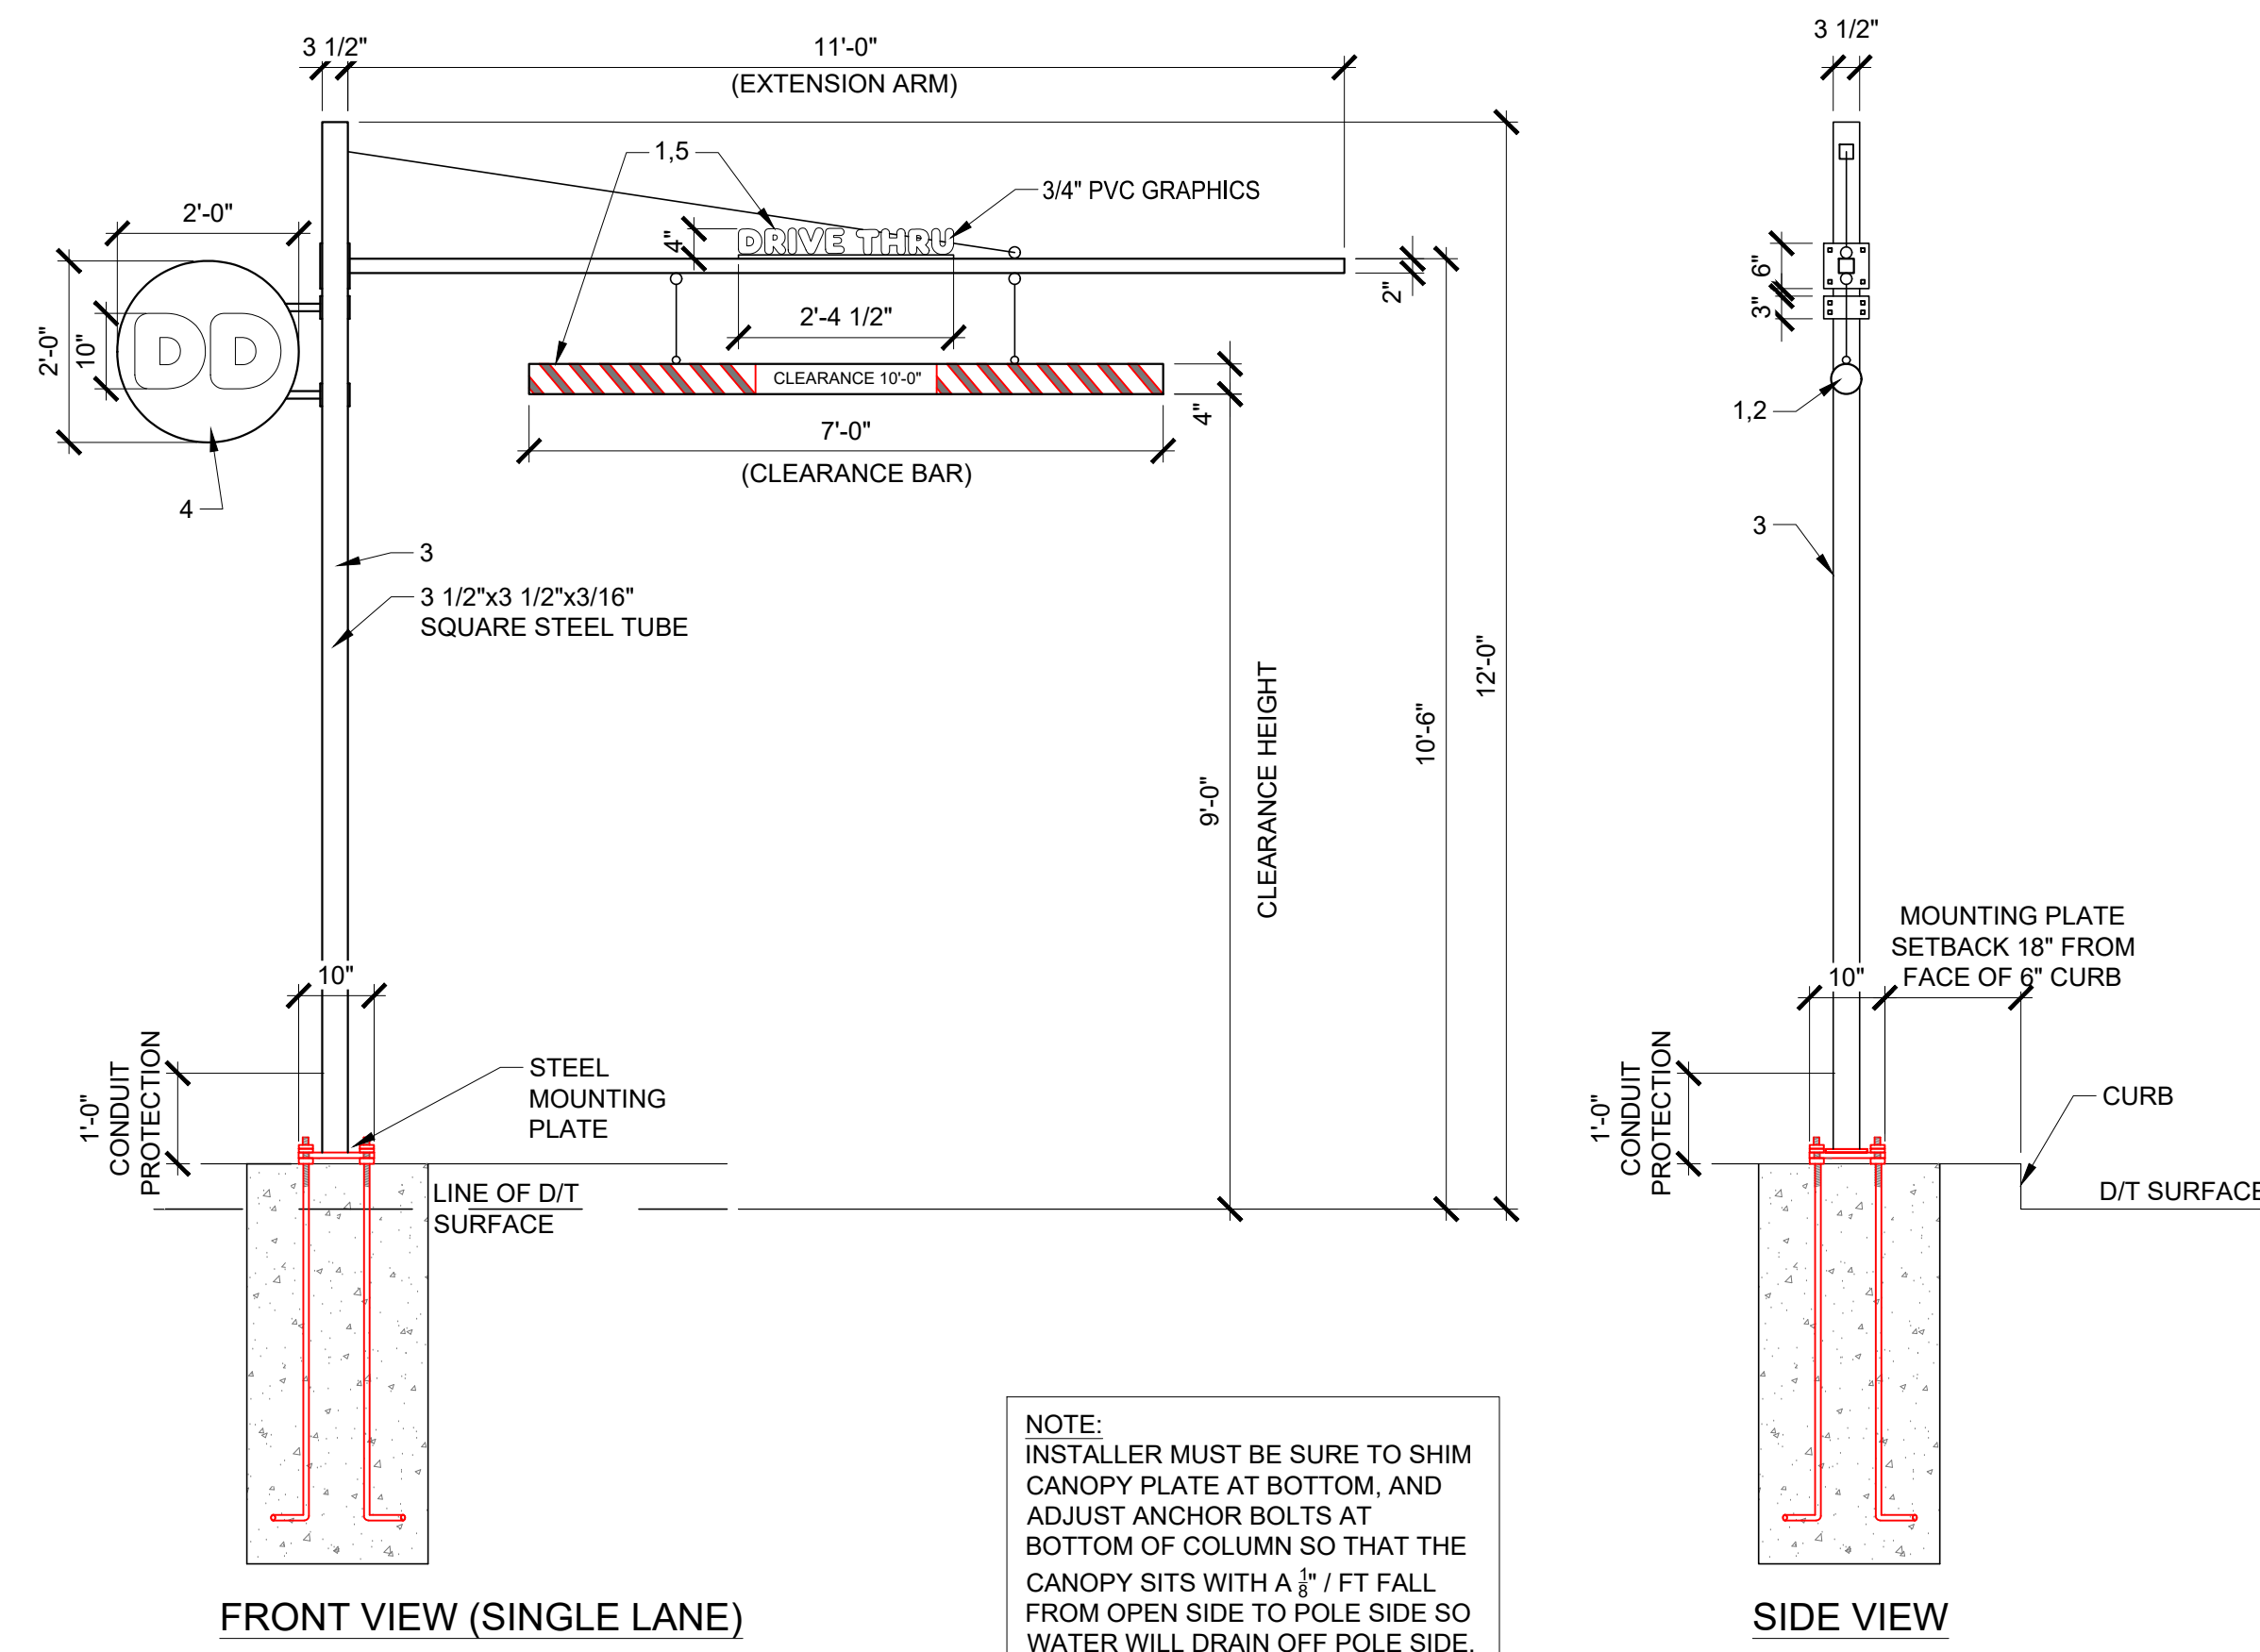 3 1/2"
11'-0"
(EXTENSION ARM)
1,5
3/4" PVC GRAPHICS
2'-0"
4"
DRIVE THRU
2"
2'-0"
10"
DD
2'-4 1/2"
CLEARANCE 10'-0"
4"
7'-0"
(CLEARANCE BAR)
4
3
3 1/2"x3 1/2"x3/16"
SQUARE STEEL TUBE
9'-0"
CLEARANCE HEIGHT
10'-6"
12'-0"
10"
1'-0"
CONDUIT
PROTECTION
STEEL
MOUNTING
PLATE
LINE OF D/T
SURFACE
FRONT VIEW (SINGLE LANE)
NOTE:
INSTALLER MUST BE SURE TO SHIM
CANOPY PLATE AT BOTTOM, AND
ADJUST ANCHOR BOLTS AT
BOTTOM OF COLUMN SO THAT THE
CANOPY SITS WITH A 1/8" / FT FALL
FROM OPEN SIDE TO POLE SIDE SO
WATER WILL DRAIN OFF POLE SIDE.
3 1/2"
6"
3"
1,2
3
MOUNTING PLATE
SETBACK 18" FROM
FACE OF 6" CURB
10"
1'-0"
CONDUIT
PROTECTION
CURB
D/T SURFACE
SIDE VIEW